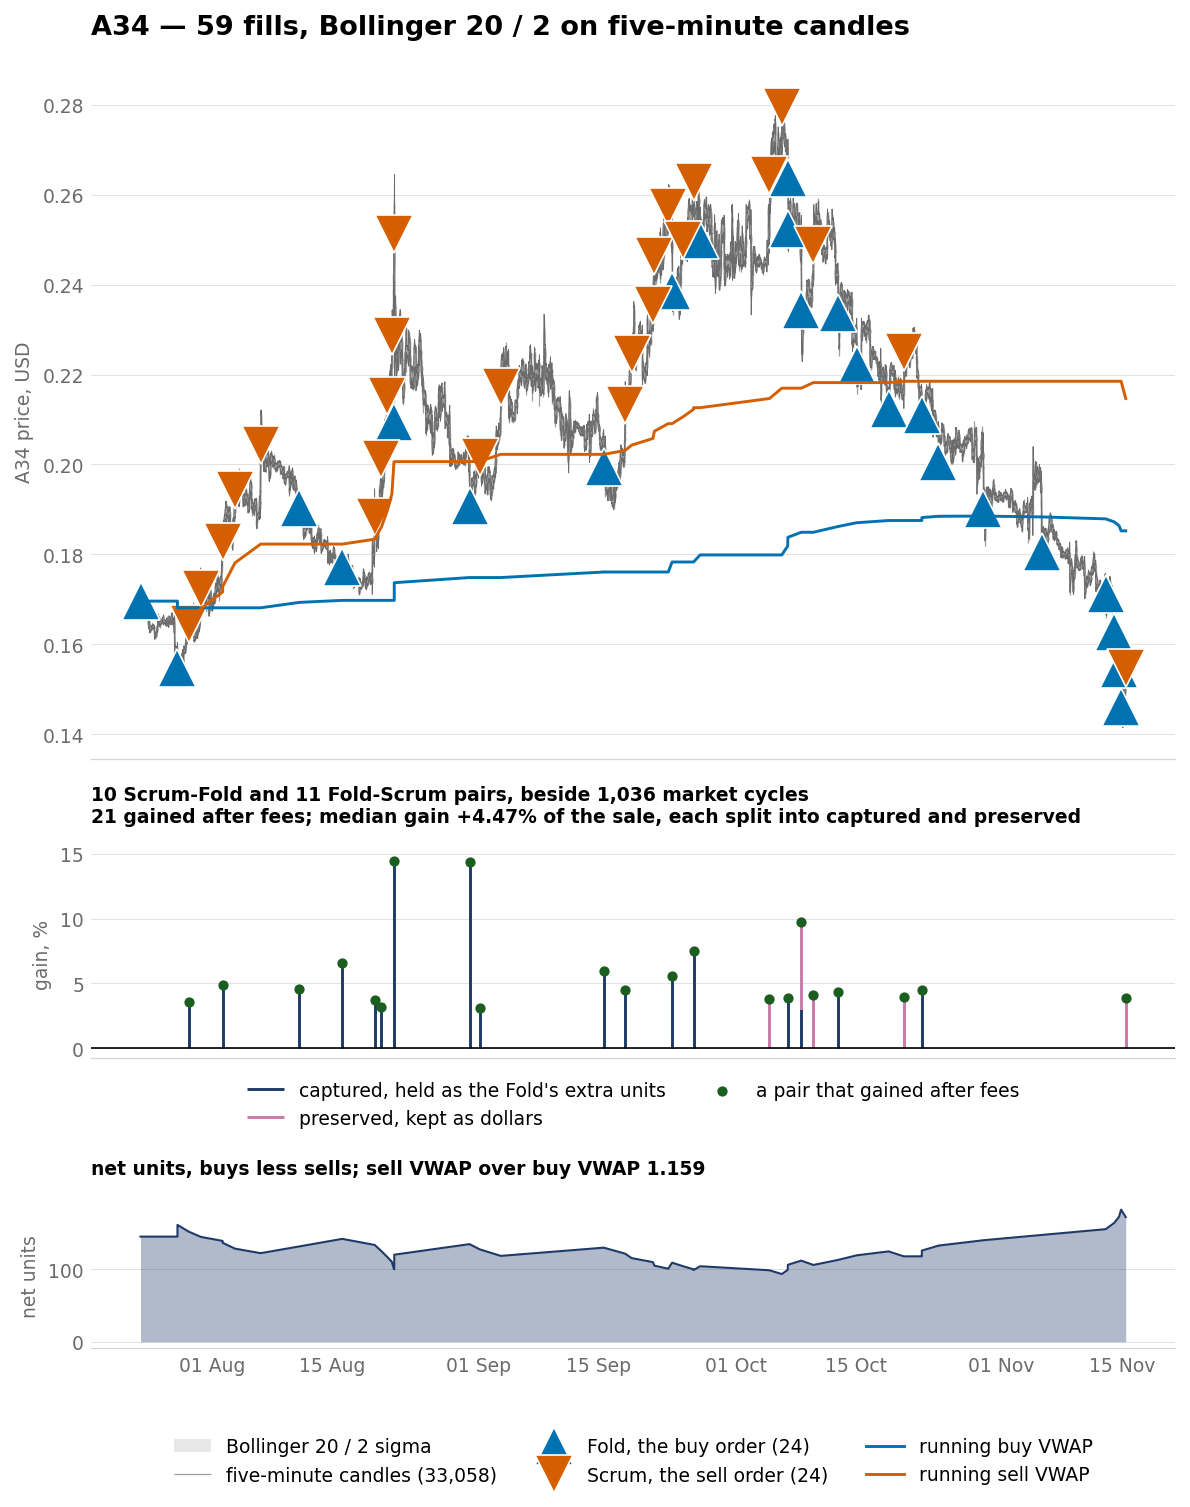 A34 — 59 fills, Bollinger 20 / 2 on five-minute candles
0.28
0.26
0.24
0.22
0.20
0.18
0.16
0.14
A34 price, USD
10 Scrum-Fold and 11 Fold-Scrum pairs, beside 1,036 market cycles
21 gained after fees; median gain +4.47% of the sale, each split into captured and preserved
15
10
5
0
gain, %
captured, held as the Fold's extra units
a pair that gained after fees
preserved, kept as dollars
net units, buys less sells; sell VWAP over buy VWAP 1.159
100
0
net units
01 Aug 15 Aug 01 Sep 15 Sep 01 Oct 15 Oct 01 Nov 15 Nov
Bollinger 20 / 2 sigma
Fold, the buy order (24)
running buy VWAP
five-minute candles (33,058)
Scrum, the sell order (24)
running sell VWAP